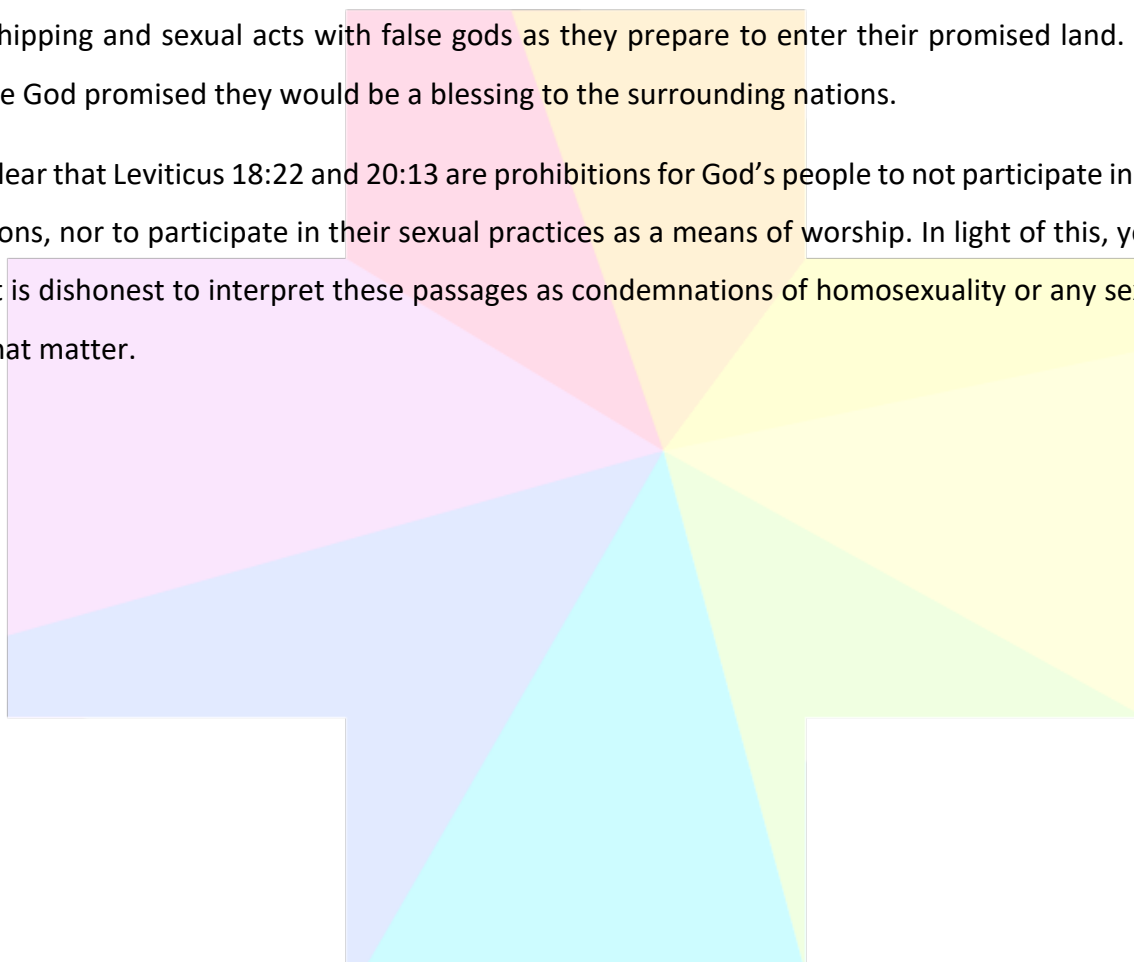 hipping and sexual acts with false gods as they prepare to enter their promised land.
e God promised they would be a blessing to the surrounding nations.
lear that Leviticus 18:22 and 20:13 are prohibitions for God’s people to not participate in
ons, nor to participate in their sexual practices as a means of worship. In light of this, y
t is dishonest to interpret these passages as condemnations of homosexuality or any se
hat matter.